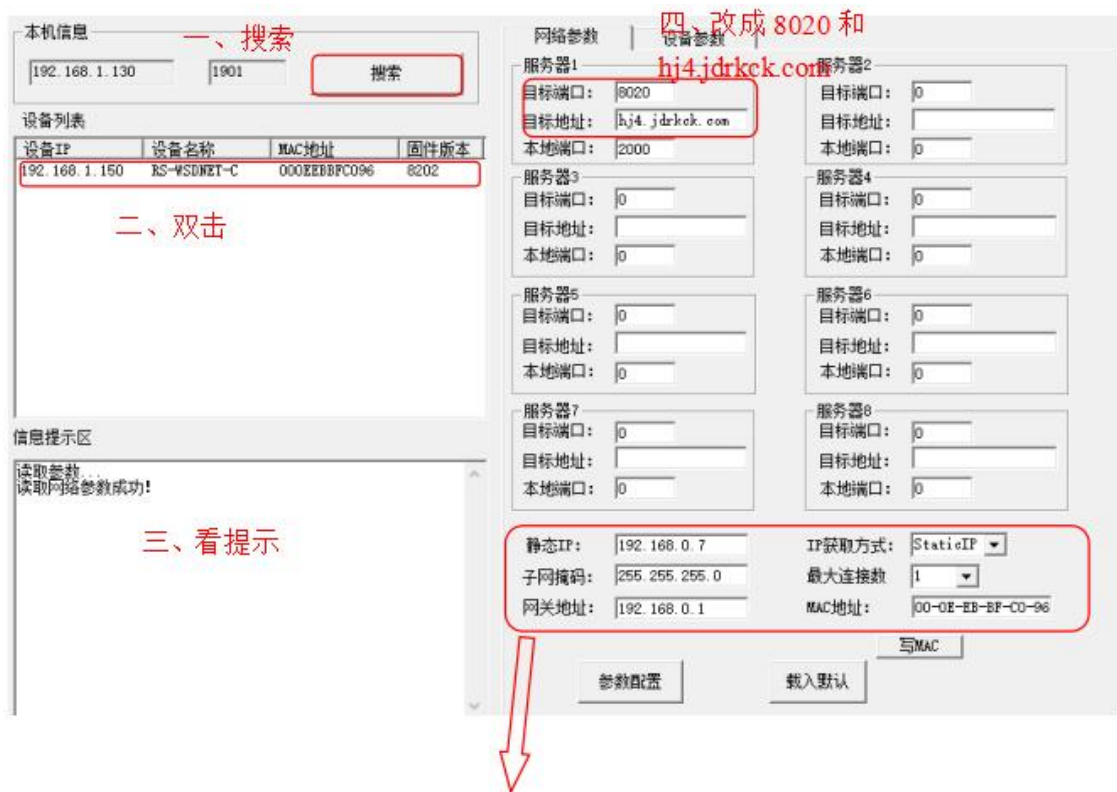 本机信息
一、搜索
192.168.1.130
1901
搜索
设备列表
设备IP 设备名称 MAC地址 固件版本
192.168.1.150 RS-WSDNET-C 000EEBBFC096 8202
二、双击
信息提示区
读取参数...
读取网络参数成功!
三、看提示
四、改成 8020 和
hj4.jdrkck.com
网络参数 设备参数
服务器1
目标端口: 8020
目标地址: hj4.jdrkck.com
本地端口: 2000
服务器2
目标端口: 0
目标地址:
本地端口: 0
服务器3
目标端口: 0
目标地址:
本地端口: 0
服务器4
目标端口: 0
目标地址:
本地端口: 0
服务器5
目标端口: 0
目标地址:
本地端口: 0
服务器6
目标端口: 0
目标地址:
本地端口: 0
服务器7
目标端口: 0
目标地址:
本地端口: 0
服务器8
目标端口: 0
目标地址:
本地端口: 0
静态IP: 192.168.0.7 IP获取方式: StaticIP
子网掩码: 255.255.255.0 最大连接数 1
网关地址: 192.168.0.1 MAC地址: 00-0E-EB-BF-C0-96
写MAC
参数配置 载入默认